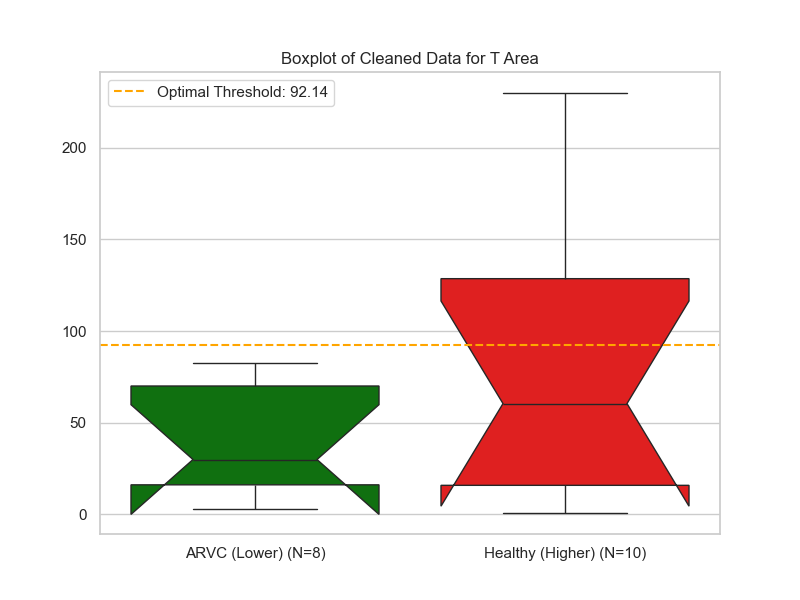 Boxplot of Cleaned Data for T Area
Optimal Threshold: 92.14
200
150
100
50
0
ARVC (Lower) (N=8)
Healthy (Higher) (N=10)